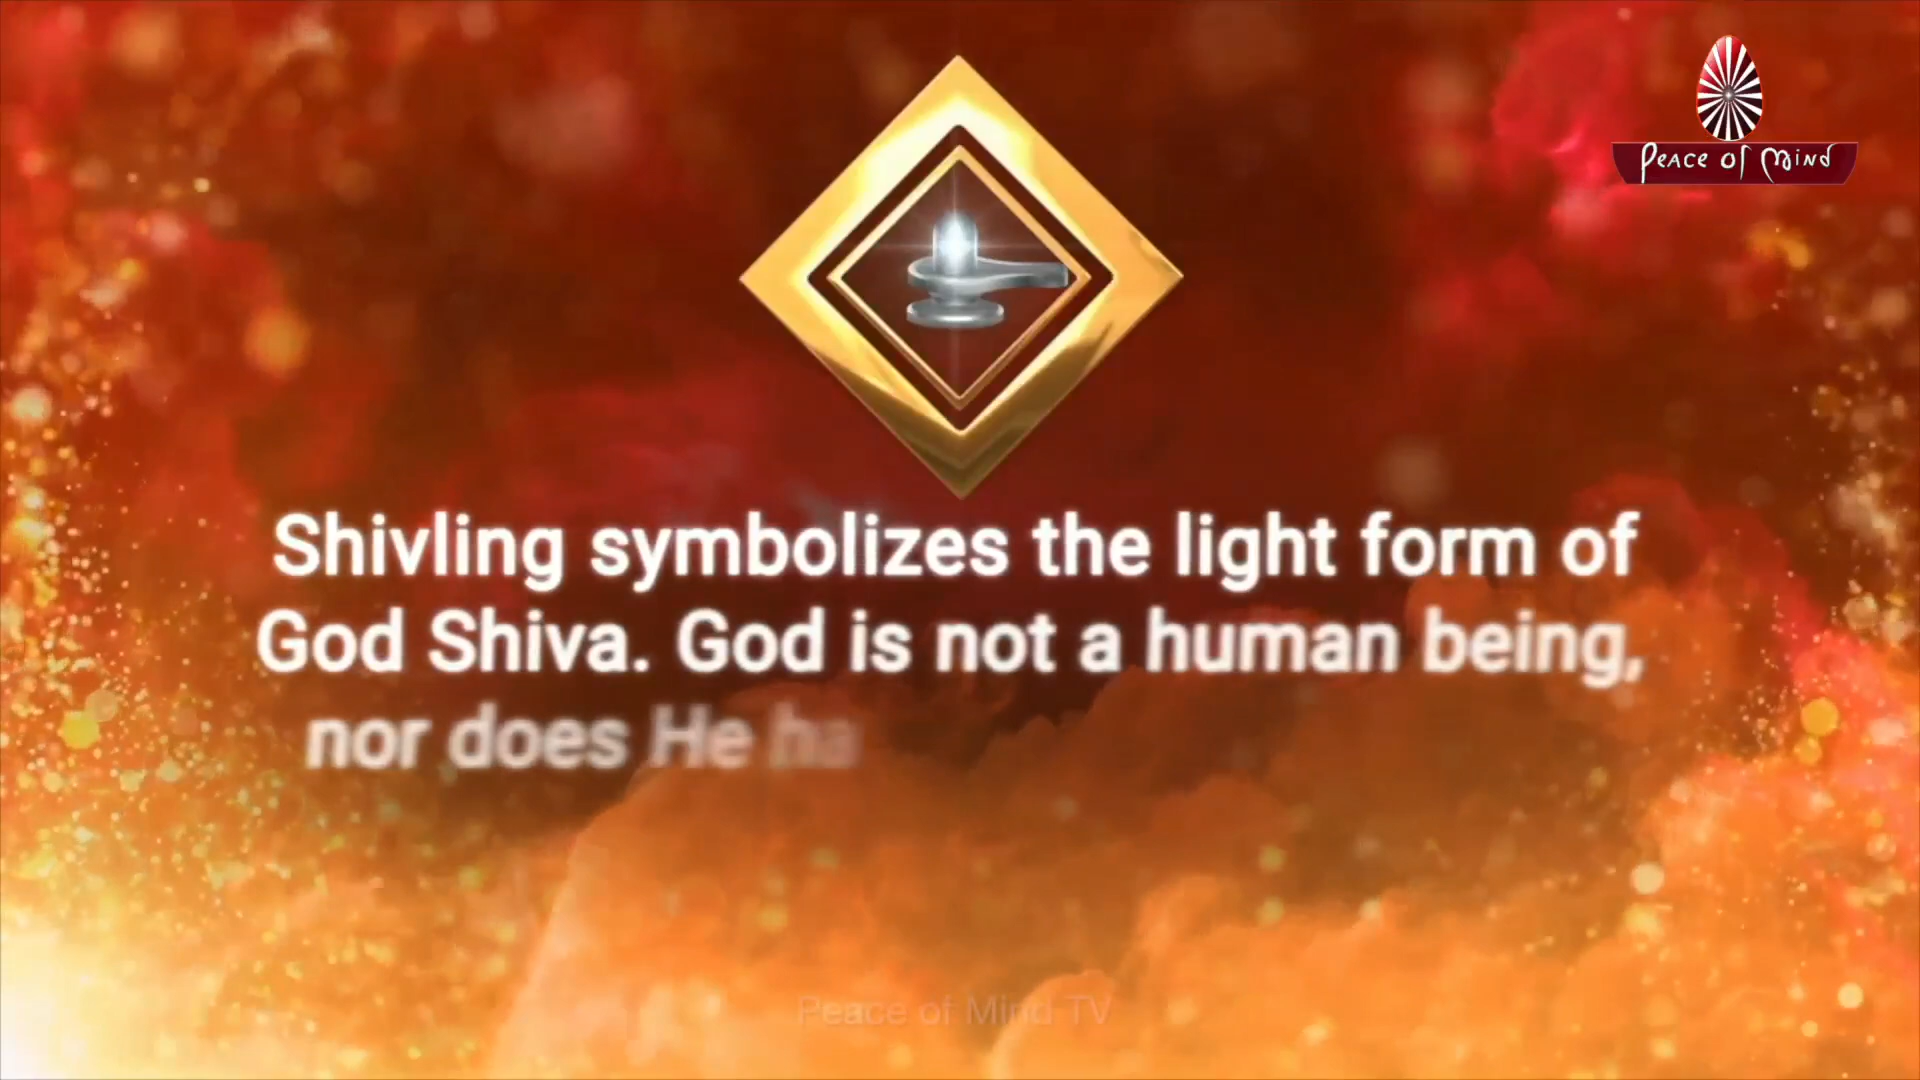 Peace of Mind
Shivling symbolizes the light form of
God Shiva. God is not a human being,
nor does He ha
Peace of Mind TV